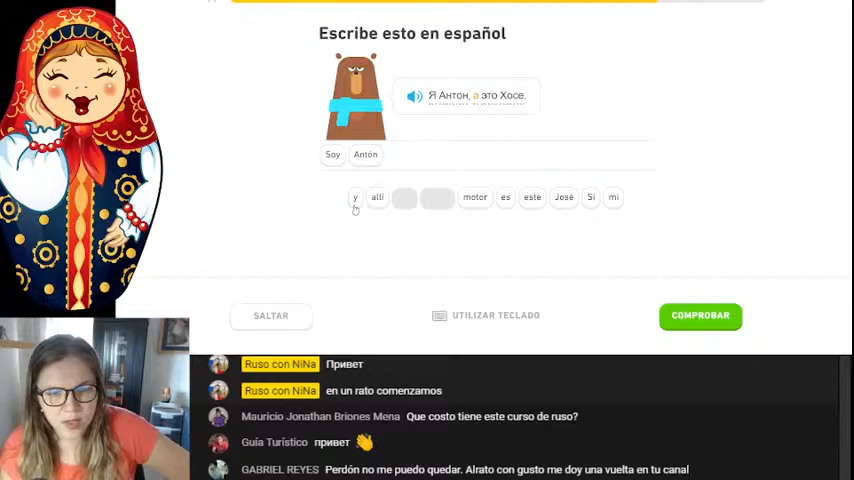 Escribe esto en español
Я Антон, а это Хосе.
Soy Antón
y allí motor es este José Sí mi
SALTAR UTILIZAR TECLADO COMPROBAR
Ruso con NiNa Привет
Ruso con NiNa en un rato comenzamos
Mauricio Jonathan Briones Mena Que costo tiene este curso de ruso?
Guía Turístico привет 👋
GABRIEL REYES Perdón no me puedo quedar. Alrato con gusto me doy una vuelta en tu canal